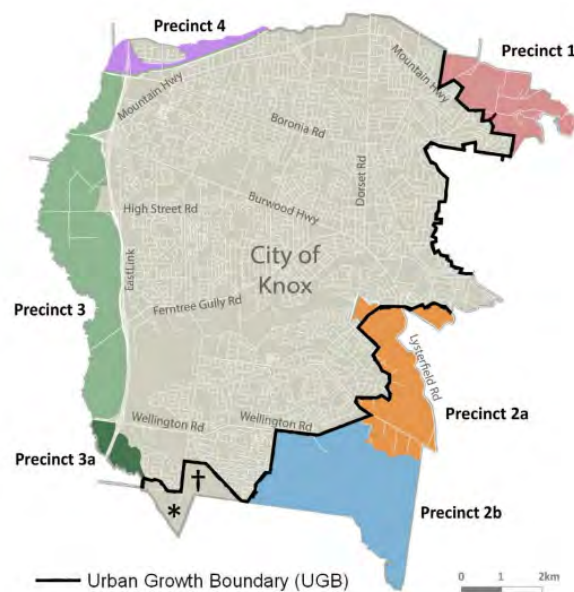 Precinct 4
Precinct 1
Mountain Hwy
Mountain Hwy
Boronia Rd
Dorset Rd
Burwood Hwy
High Street Rd
EastLink
City of
Knox
Precinct 3
Ferntree Gully Rd
Lysterfield Rd
Wellington Rd
Wellington Rd
Precinct 2a
Precinct 3a
†
*
Precinct 2b
Urban Growth Boundary (UGB)
0 1 2km